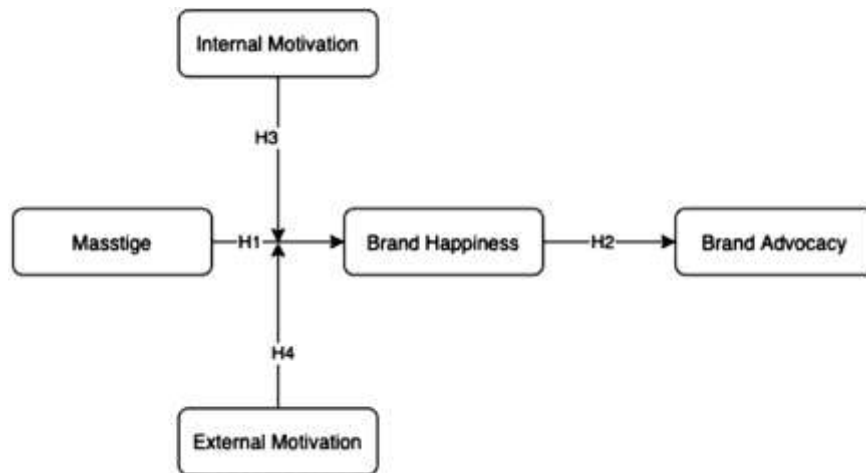 Internal Motivation
H3
Masstige
H1
Brand Happiness
H2
Brand Advocacy
H4
External Motivation